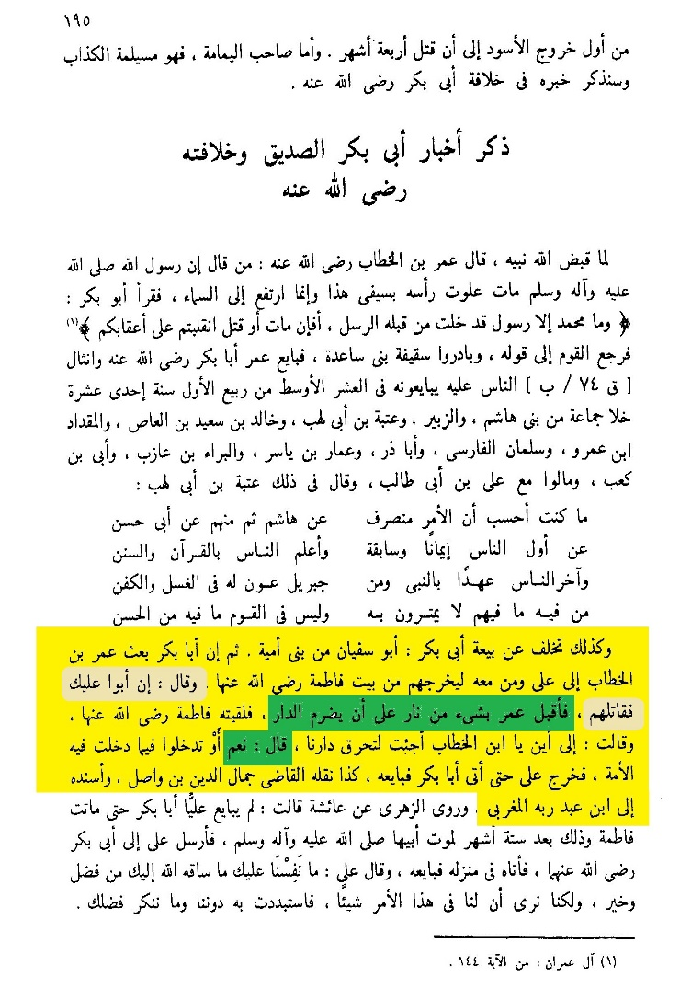 ١٩٥
من أول خروج الأسود إلى أن قتل أربعة أشهر . وأما صاحب اليمامة ، فهو مسيلمة الكذاب
وسنذكر خبره فى خلافة أبى بكر رضى الله عنه .
ذكر أخبار أبى بكر الصديق وخلافته
رضى الله عنه
لما قبض الله نبيه ، قال عمر بن الخطاب رضى الله عنه : من قال إن رسول الله صلى الله
عليه وآله وسلم مات علوت رأسه بسيفى هذا وإنما ارتفع إلى السماء ، فقرأ أبو بكر :
﴿ وما محمد إلا رسول قد خلت من قبله الرسل ، أفإن مات أو قتل انقلبتم على أعقابكم ﴾(١)
فرجع القوم إلى قوله ، وبادروا سقيفة بنى ساعدة ، فبايع عمر أبا بكر رضى الله عنه وانثال
[ ق ٧٤ / ب ] الناس عليه يبايعونه فى العشر الأوسط من ربيع الأول سنة إحدى عشرة
خلا جماعة من بنى هاشم ، والزبير ، وعتبة بن أبى لهب ، وخالد بن سعيد بن العاص ، والمقداد
ابن عمرو ، وسلمان الفارسى ، وأبا ذر ، وعمار بن ياسر ، والبراء بن عازب ، وأبى بن
كعب ، ومالوا مع على بن أبى طالب ، وقال فى ذلك عتبة بن أبى لهب :
ما كنت أحسب أن الأمر منصرف عن هاشم ثم منهم عن أبى حسن
عن أول الناس إيمانًا وسابقة وأعلم الناس بالقرآن والسنن
وآخر الناس عهدًا بالنبى ومن جبريل عون له فى الغسل والكفن
من فيه ما فيهم لا يمترون به وليس فى القوم ما فيه من الحسن
وكذلك تخلف عن بيعة أبى بكر : أبو سفيان من بنى أمية . ثم إن أبا بكر بعث عمر بن
الخطاب إلى على ومن معه ليخرجهم من بيت فاطمة رضى الله عنها . وقال : إن أبوا عليك
فقاتلهم ، فأقبل عمر بشىء من نار على أن يضرم الدار ، فلقيته فاطمة رضى الله عنها ،
وقالت : إلى أين يا ابن الخطاب أجئت لتحرق دارنا ، قال : نعم أَوْ تدخلوا فيما دخلت فيه
الأمة ، فخرج على حتى أتى أبا بكر فبايعه ، كذا نقله القاضى جمال الدين بن واصل ، وأسنده
إلى ابن عبد ربه المغربى . وروى الزهرى عن عائشة قالت : لم يبايع عليًّا أبا بكر حتى ماتت
فاطمة وذلك بعد ستة أشهر لموت أبيها صلى الله عليه وآله وسلم ، فأرسل على إلى أبى بكر
رضى الله عنهما ، فأتاه فى منزله فبايعه ، وقال علىّ : ما نَفِسْنَا عليك ما ساقه الله إليك من فضل
وخير ، ولكنا نرى أن لنا فى هذا الأمر شيئًا ، فاستبددت به دوننا وما ننكر فضلك .
(١) آل عمران : من الآية ١٤٤ .